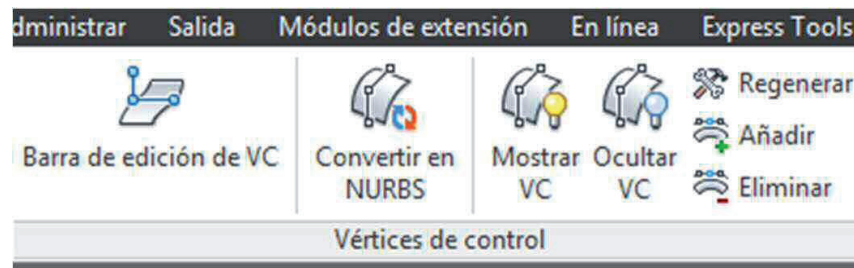 dministrar Salida Módulos de extensión En línea Express Tools
Barra de edición de VC
Convertir en
NURBS
Mostrar
VC
Ocultar
VC
Regenerar
Añadir
Eliminar
Vértices de control